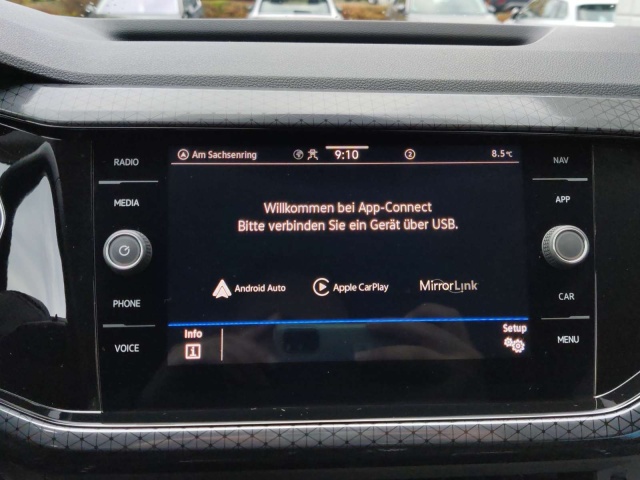 RADIO
MEDIA
PHONE
VOICE
Am Sachsenring 9:10 2 8.5°C
Willkommen bei App-Connect
Bitte verbinden Sie ein Gerät über USB.
Android Auto Apple CarPlay MirrorLink
Info Setup
NAV
APP
CAR
MENU